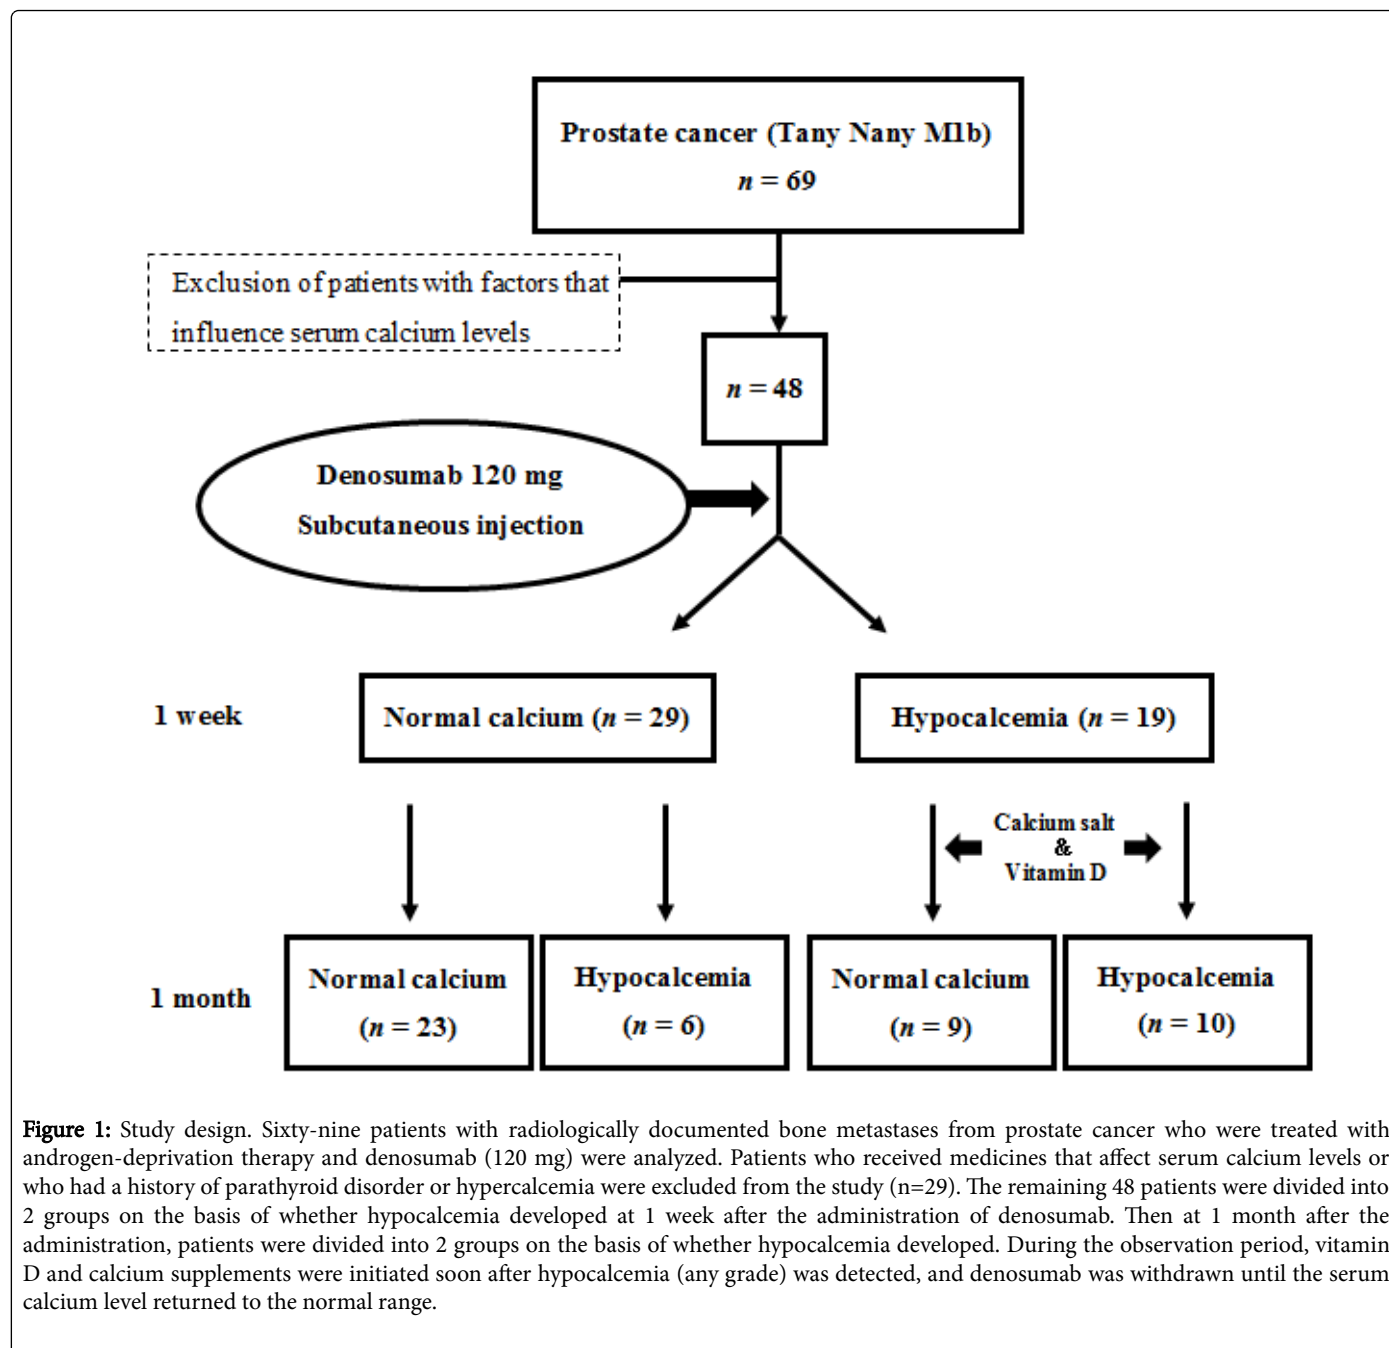 Prostate cancer (Tany Nany M1b)
n = 69
Exclusion of patients with factors that
influence serum calcium levels
n = 48
Denosumab 120 mg
Subcutaneous injection
1 week
Normal calcium (n = 29)
Hypocalcemia (n = 19)
Calcium salt
&
Vitamin D
1 month
Normal calcium
(n = 23)
Hypocalcemia
(n = 6)
Normal calcium
(n = 9)
Hypocalcemia
(n = 10)
Figure 1: Study design. Sixty-nine patients with radiologically documented bone metastases from prostate cancer who were treated with
androgen-deprivation therapy and denosumab (120 mg) were analyzed. Patients who received medicines that affect serum calcium levels or
who had a history of parathyroid disorder or hypercalcemia were excluded from the study (n=29). The remaining 48 patients were divided into
2 groups on the basis of whether hypocalcemia developed at 1 week after the administration of denosumab. Then at 1 month after the
administration, patients were divided into 2 groups on the basis of whether hypocalcemia developed. During the observation period, vitamin
D and calcium supplements were initiated soon after hypocalcemia (any grade) was detected, and denosumab was withdrawn until the serum
calcium level returned to the normal range.